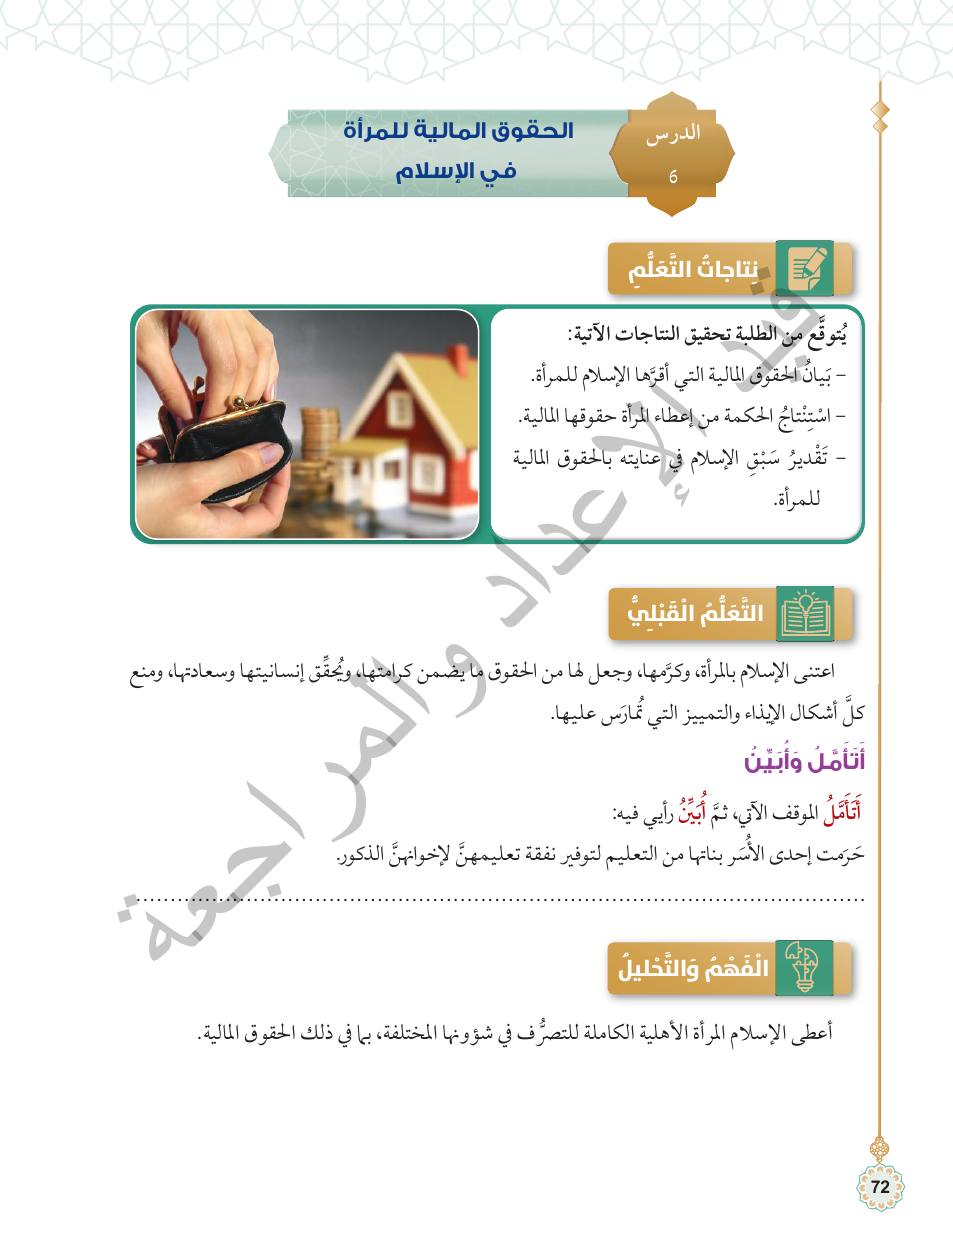 الدرس
6
الحقوق المالية للمرأة
في الإسلام
نِتاجاتُ التَّعَلُّمِ
يُتوقَّع من الطلبة تحقيق النتاجات الآتية:
- بَيانُ الحقوق المالية التي أقرَّها الإسلام للمرأة.
- اسْتِنْتاجُ الحكمة من إعطاء المرأة حقوقها المالية.
- تَقْديرُ سَبْقِ الإسلام في عنايته بالحقوق المالية
للمرأة.
التَّعَلُّمُ الْقَبْلِيُّ
اعتنى الإسلام بالمرأة، وكرَّمها، وجعل لها من الحقوق ما يضمن كرامتها، ويُحقِّق إنسانيتها وسعادتها، ومنع
كلَّ أشكال الإيذاء والتمييز التي تُمارَس عليها.
أَتَأَمَّلُ وَأُبَيِّنُ
أَتَأَمَّلُ الموقف الآتي، ثمَّ أُبَيِّنُ رأيي فيه:
حَرَمت إحدى الأُسَر بناتها من التعليم لتوفير نفقة تعليمهنَّ لإخوانهنَّ الذكور.
................................................................................
الْفَهْمُ وَالتَّحْليلُ
أعطى الإسلام المرأة الأهلية الكاملة للتصرُّف في شؤونها المختلفة، بما في ذلك الحقوق المالية.
قيد الإعداد والمراجعة
72